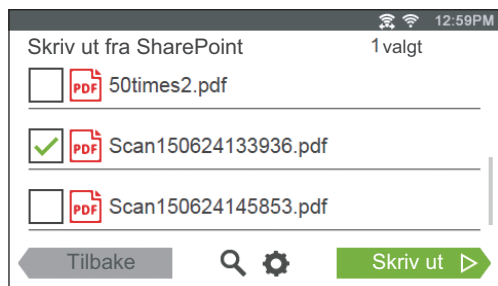 12:59PM
Skriv ut fra SharePoint 1 valgt
PDF 50times2.pdf
PDF Scan150624133936.pdf
PDF Scan150624145853.pdf
Tilbake Skriv ut